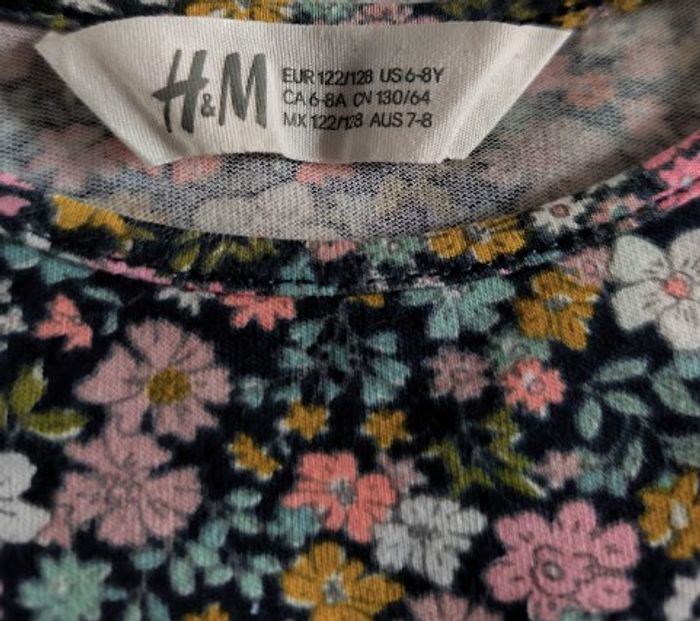 H&M
EUR 122/128 US 6-8Y
CA 6-8A CN 130/64
MX 122/128 AUS 7-8